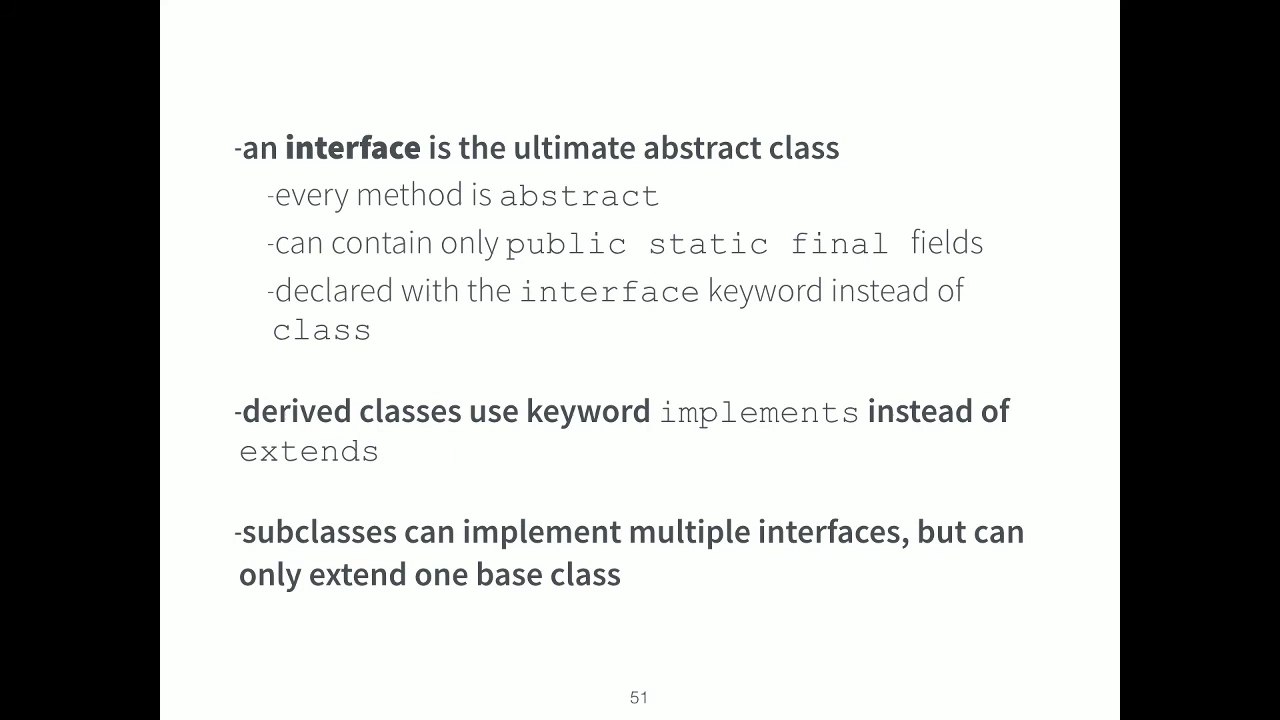 -an interface is the ultimate abstract class
-every method is abstract
-can contain only public static final fields
-declared with the interface keyword instead of
class
-derived classes use keyword implements instead of
extends
-subclasses can implement multiple interfaces, but can
only extend one base class
51